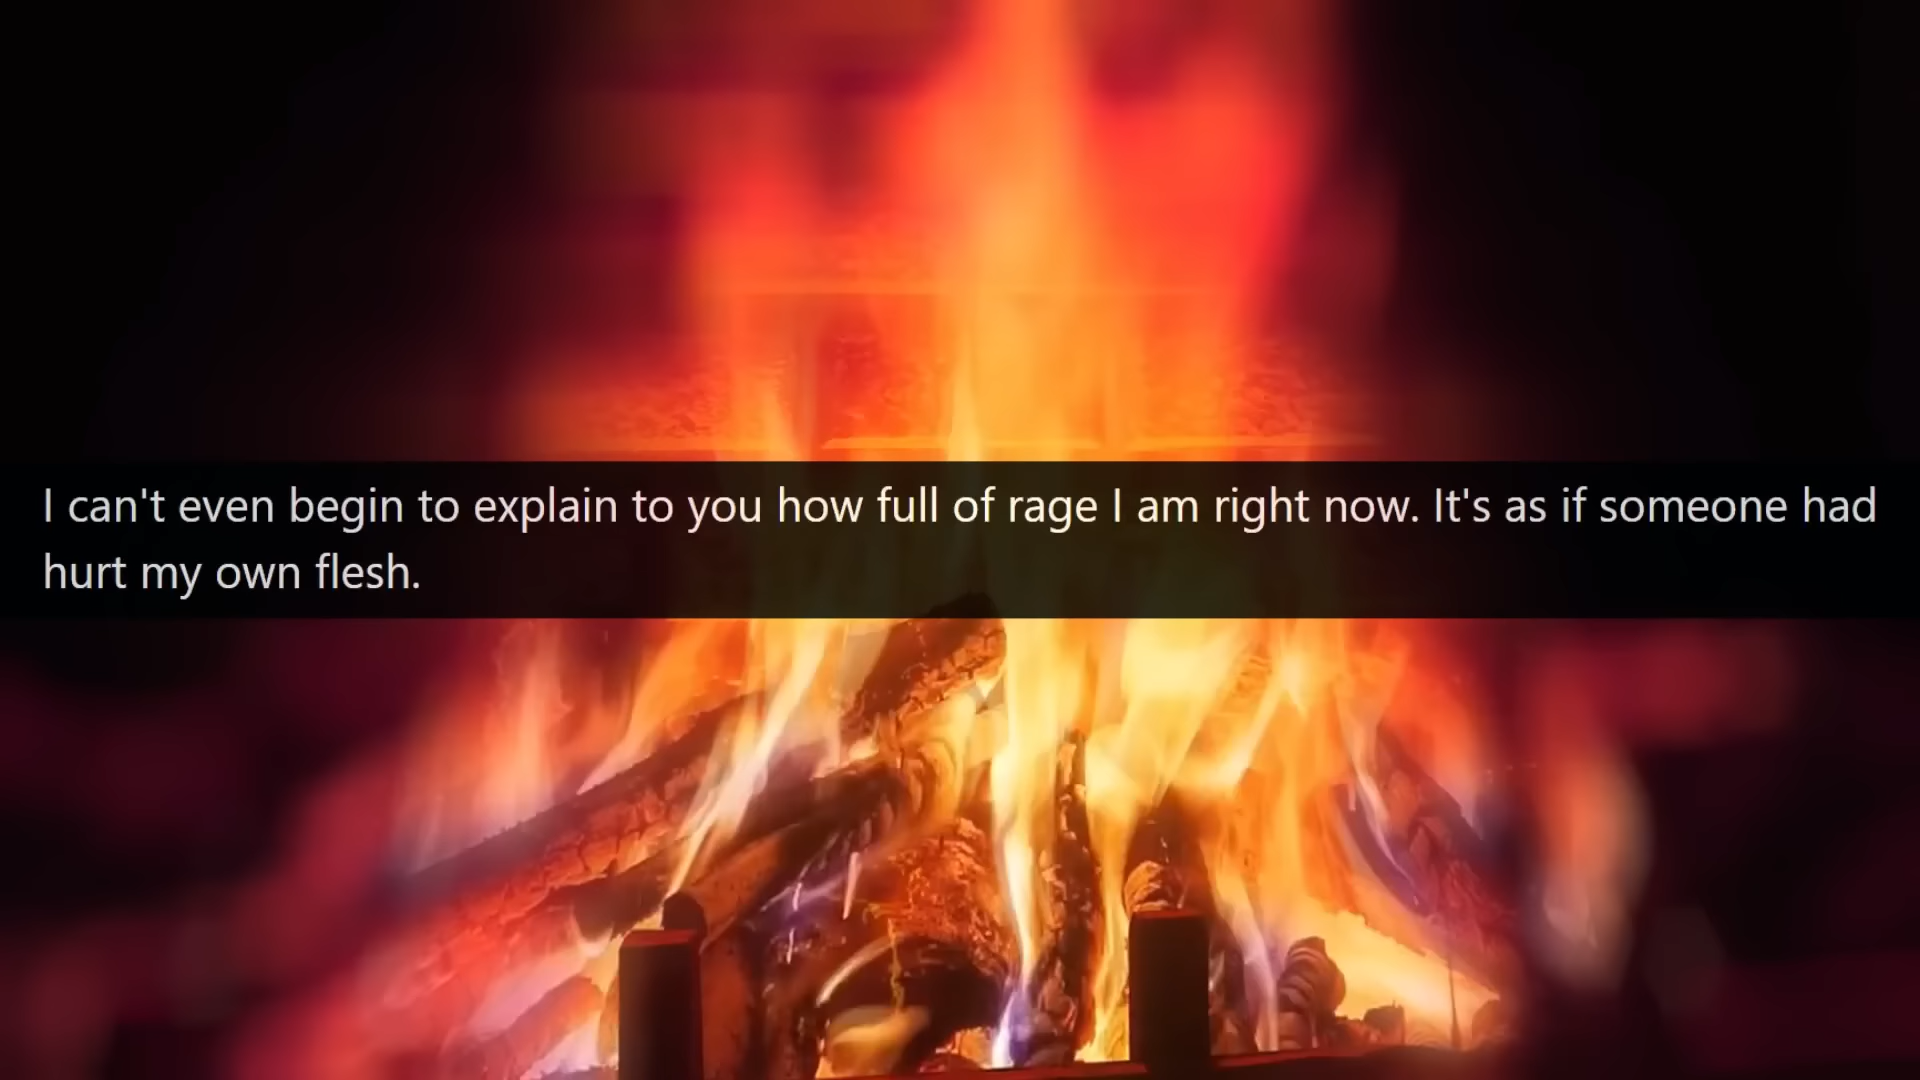 I can't even begin to explain to you how full of rage I am right now. It's as if someone had
hurt my own flesh.